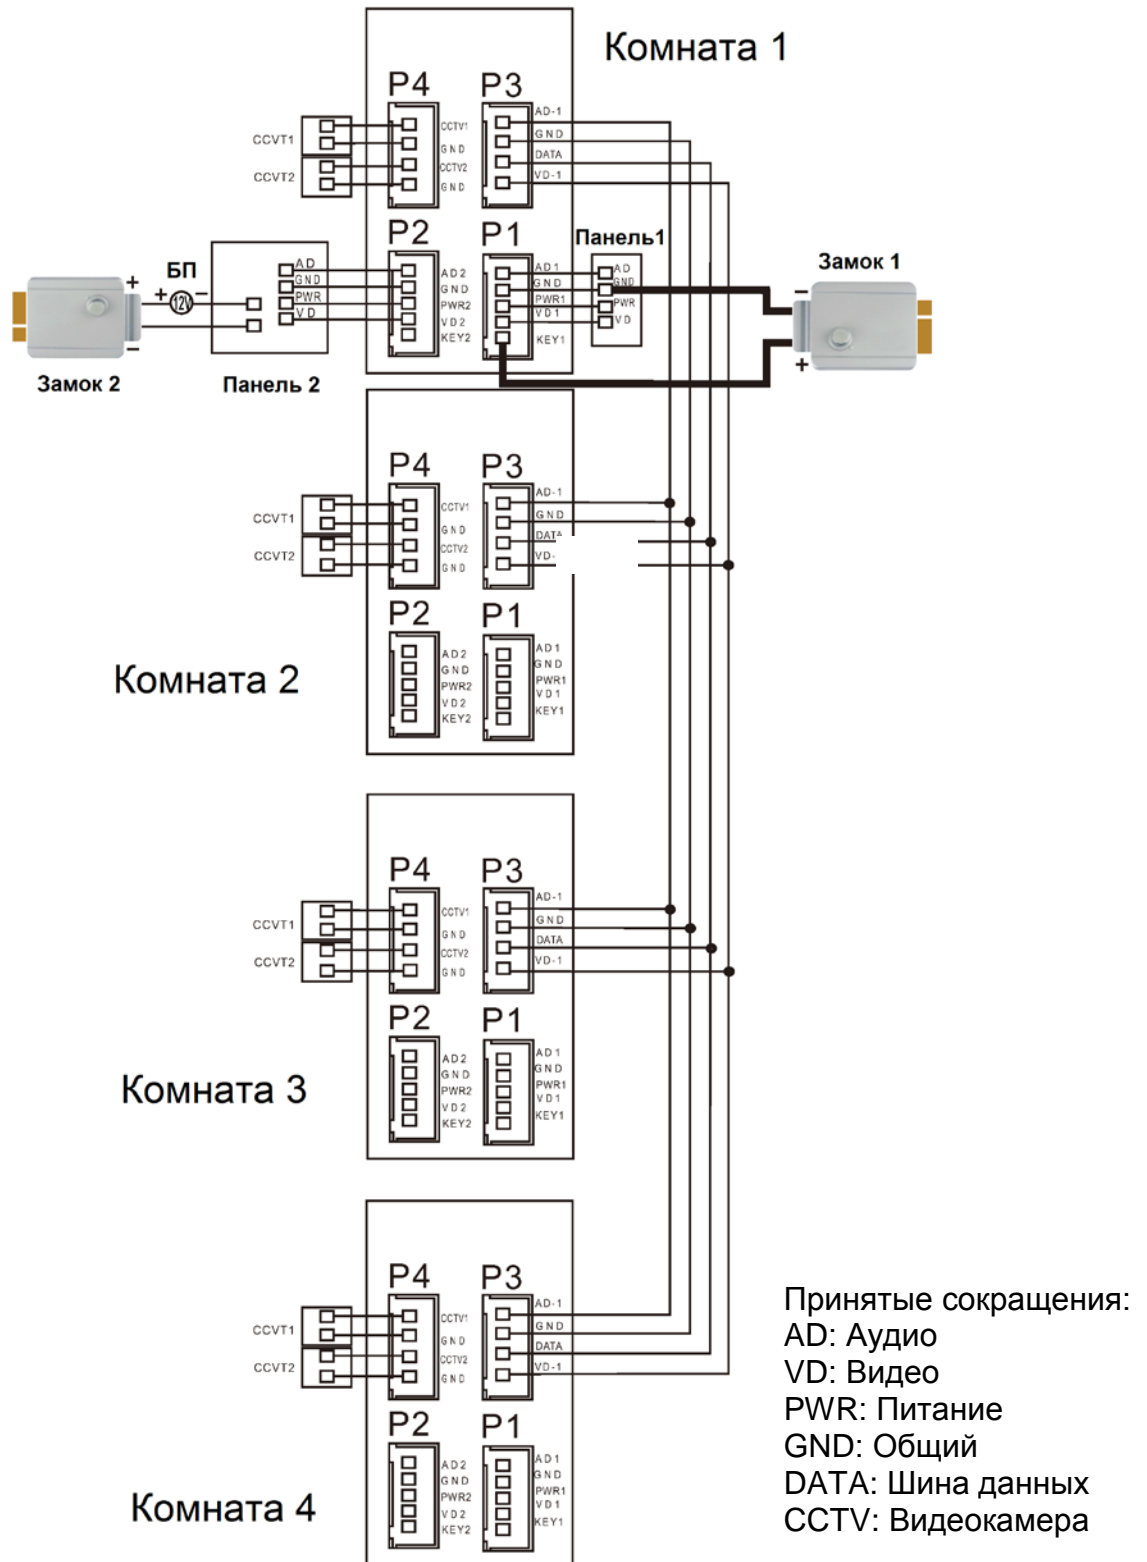 Комната 1
P4 P3
AD-1
CCTV1 GND
CCVT1 GND DATA
CCTV2 VD-1
CCVT2 GND
P2 P1 Панель1
БП AD AD2 AD1 AD Замок 1
+ + 12V − GND GND GND GND −
PWR PWR2 PWR1 PWR
VD VD2 VD1 VD
− KEY2 KEY1 +
Замок 2 Панель 2
P4 P3
AD-1
CCTV1 GND
CCVT1 GND DATA
CCTV2 VD-
CCVT2 GND
P2 P1
AD2 AD1
GND GND
Комната 2 PWR2 PWR1
VD2 VD1
KEY2 KEY1
P4 P3
AD-1
CCTV1 GND
CCVT1 GND DATA
CCTV2 VD-1
CCVT2 GND
P2 P1
AD2 AD1
GND GND
Комната 3 PWR2 PWR1
VD2 VD1
KEY2 KEY1
P4 P3
AD-1
CCTV1 GND
CCVT1 GND DATA
CCTV2 VD-1
CCVT2 GND
P2 P1
AD2 AD1
GND GND
Комната 4 PWR2 PWR1
VD2 VD1
KEY2 KEY1
Принятые сокращения:
AD: Аудио
VD: Видео
PWR: Питание
GND: Общий
DATA: Шина данных
CCTV: Видеокамера